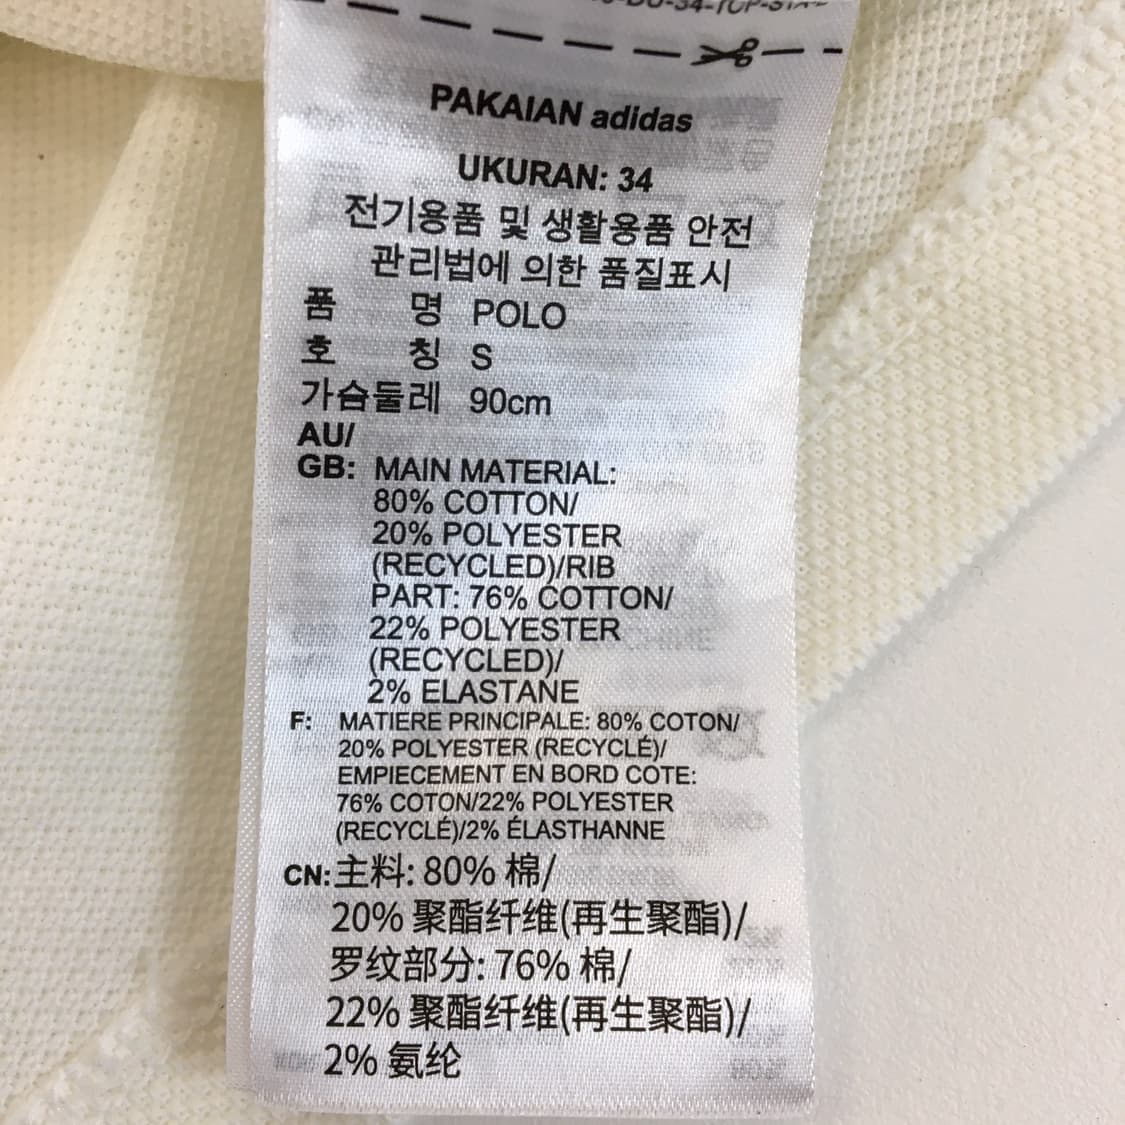 PAKAIAN adidas
UKURAN: 34
전기용품 및 생활용품 안전
관리법에 의한 품질표시
품 명 POLO
호 칭 S
가슴둘레 90cm
AU/
GB: MAIN MATERIAL:
80% COTTON/
20% POLYESTER
(RECYCLED)/RIB
PART: 76% COTTON/
22% POLYESTER
(RECYCLED)/
2% ELASTANE
F: MATIERE PRINCIPALE: 80% COTON/
20% POLYESTER (RECYCLÉ)/
EMPIECEMENT EN BORD COTE:
76% COTON/22% POLYESTER
(RECYCLÉ)/2% ÉLASTHANNE
CN: 主料: 80% 棉/
20% 聚酯纤维(再生聚酯)/
罗纹部分: 76% 棉/
22% 聚酯纤维(再生聚酯)/
2% 氨纶